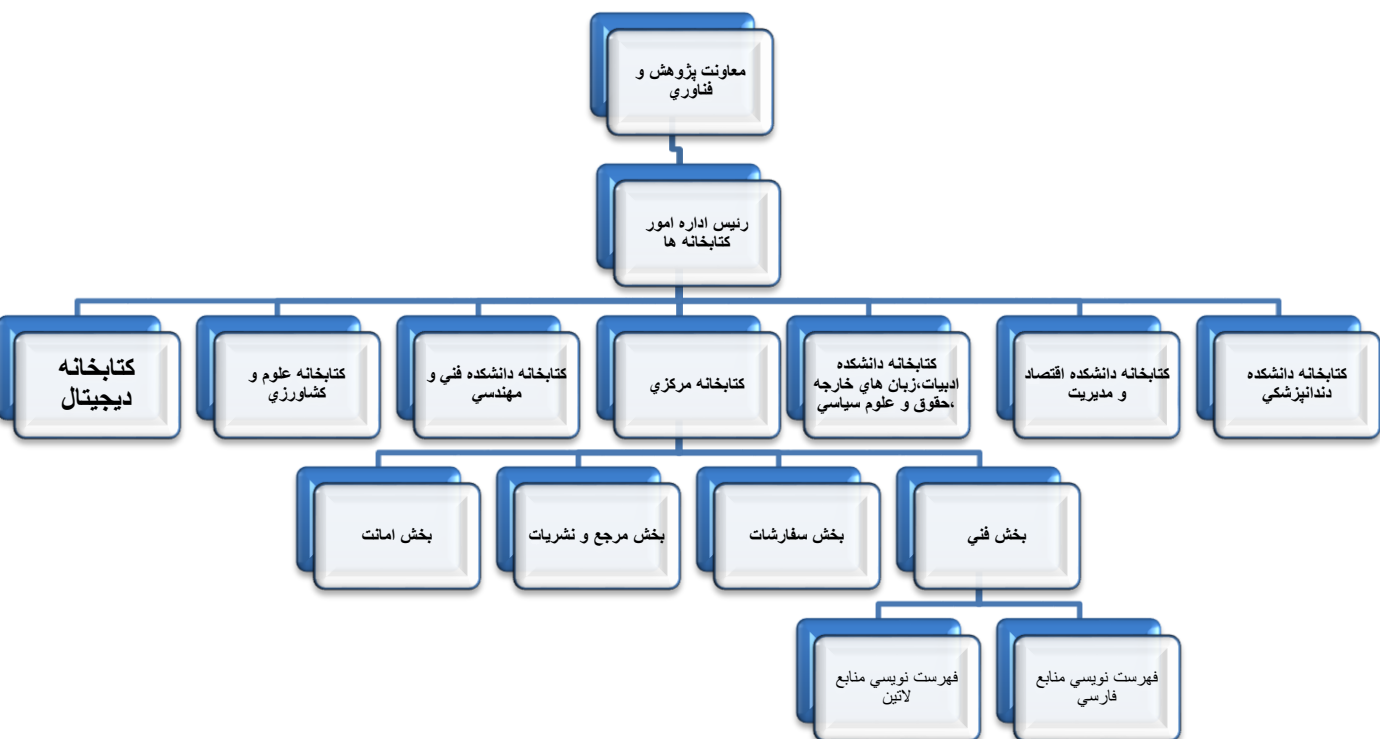 معاونت پژوهش و
فناوري
رئيس اداره امور
كتابخانه ها
كتابخانه دانشكده
دندانپزشكي
كتابخانه دانشكده اقتصاد
و مديريت
كتابخانه دانشكده
ادبيات،زبان هاي خارجه
،حقوق و علوم سياسي
كتابخانه مركزي
كتابخانه دانشكده فني و
مهندسي
كتابخانه علوم و
كشاورزي
كتابخانه
ديجيتال
بخش فني
بخش سفارشات
بخش مرجع و نشريات
بخش امانت
فهرست نويسي منابع
فارسي
فهرست نويسي منابع
لاتين